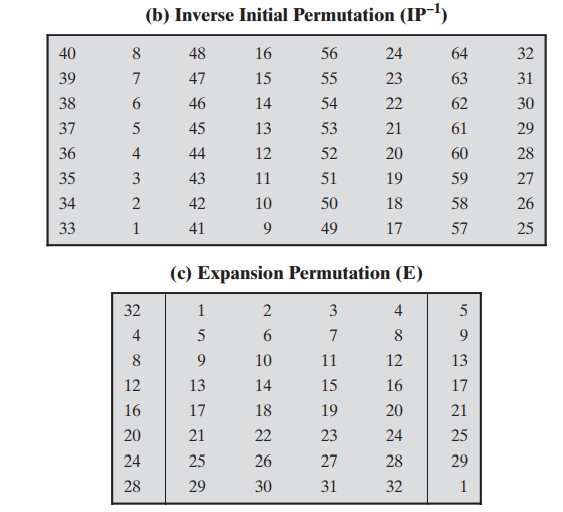 (b) Inverse Initial Permutation (IP⁻¹)
40 8 48 16 56 24 64 32
39 7 47 15 55 23 63 31
38 6 46 14 54 22 62 30
37 5 45 13 53 21 61 29
36 4 44 12 52 20 60 28
35 3 43 11 51 19 59 27
34 2 42 10 50 18 58 26
33 1 41 9 49 17 57 25
(c) Expansion Permutation (E)
32 1 2 3 4 5
4 5 6 7 8 9
8 9 10 11 12 13
12 13 14 15 16 17
16 17 18 19 20 21
20 21 22 23 24 25
24 25 26 27 28 29
28 29 30 31 32 1